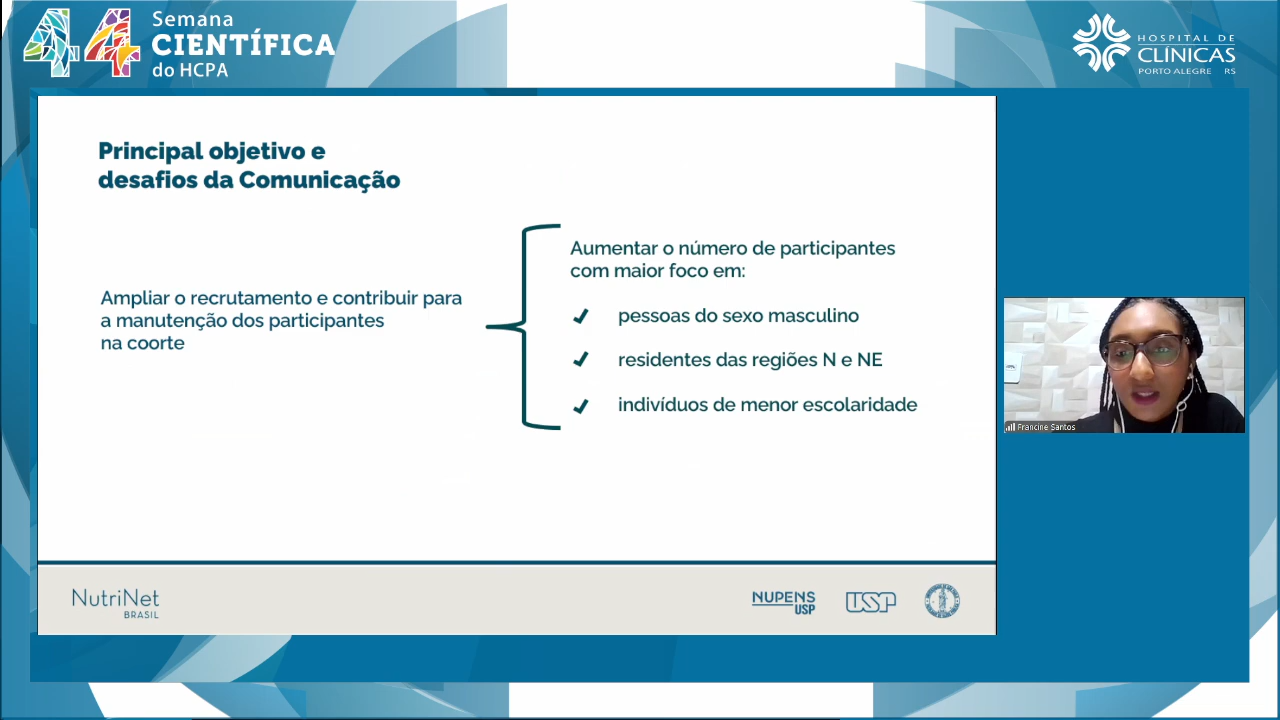 44
Semana
CIENTÍFICA
do HCPA
HOSPITAL DE
CLÍNICAS
PORTO ALEGRE RS
Principal objetivo e
desafios da Comunicação
Ampliar o recrutamento e contribuir para
a manutenção dos participantes
na coorte
Aumentar o número de participantes
com maior foco em:
pessoas do sexo masculino
residentes das regiões N e NE
indivíduos de menor escolaridade
Francine Santos
NutriNet
BRASIL
NUPENS
USP
USP